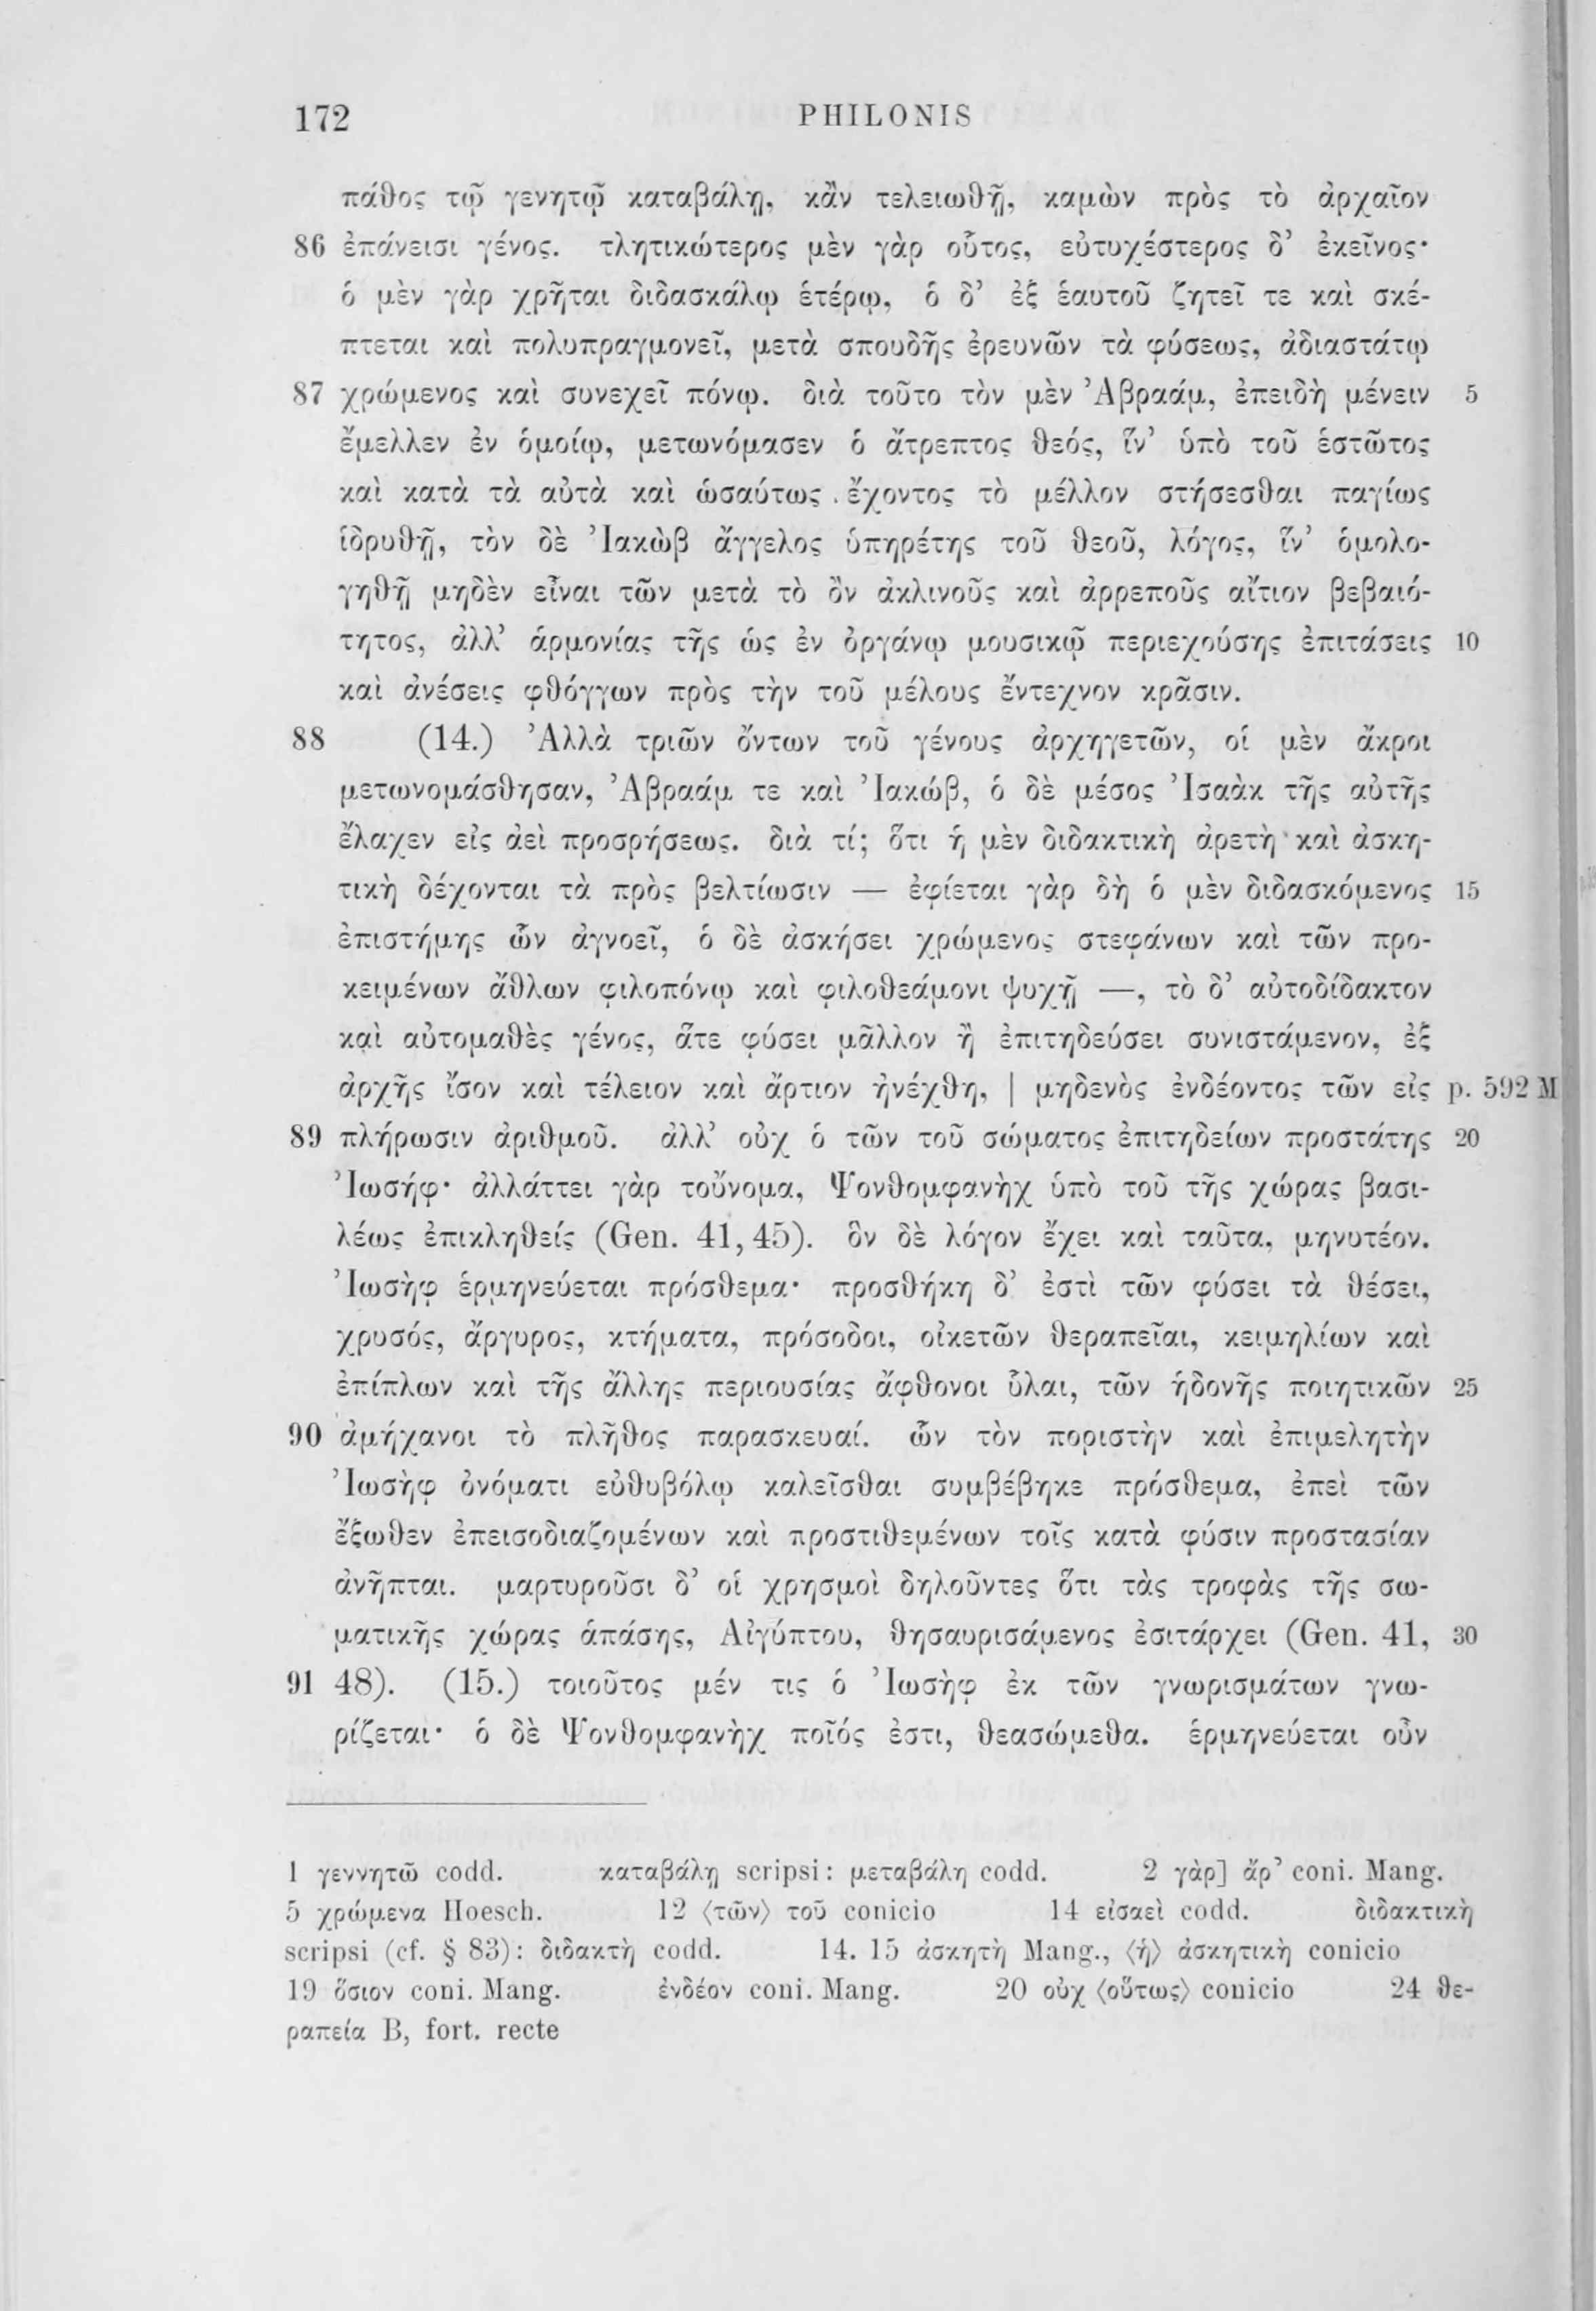 172 PHILONIS
πάθος τῷ γενητῷ καταβάλῃ, κἂν τελειωθῇ, καμὼν πρὸς τὸ ἀρχαῖον
86 ἐπάνεισι γένος. τλητικώτερος μὲν γὰρ οὗτος, εὐτυχέστερος δ’ ἐκεῖνος·
ὁ μὲν γὰρ χρῆται διδασκάλῳ ἑτέρῳ, ὁ δ’ ἐξ ἑαυτοῦ ζητεῖ τε καὶ σκέ-
πτεται καὶ πολυπραγμονεῖ, μετὰ σπουδῆς ἐρευνῶν τὰ φύσεως, ἀδιαστάτῳ
87 χρώμενος καὶ συνεχεῖ πόνῳ. διὰ τοῦτο τὸν μὲν Ἀβραάμ, ἐπειδὴ μένειν 5
ἔμελλεν ἐν ὁμοίῳ, μετωνόμασεν ὁ ἄτρεπτος θεός, ἵν’ ὑπὸ τοῦ ἑστῶτος
καὶ κατὰ τὰ αὐτὰ καὶ ὡσαύτως ἔχοντος τὸ μέλλον στήσεσθαι παγίως
ἱδρυθῇ, τὸν δὲ Ἰακὼβ ἄγγελος ὑπηρέτης τοῦ θεοῦ, λόγος, ἵν’ ὁμολο-
γηθῇ μηδὲν εἶναι τῶν μετὰ τὸ ὂν ἀκλινοῦς καὶ ἀρρεποῦς αἴτιον βεβαιό-
τητος, ἀλλ’ ἁρμονίας τῆς ὡς ἐν ὀργάνῳ μουσικῷ περιεχούσης ἐπιτάσεις 10
καὶ ἀνέσεις φθόγγων πρὸς τὴν τοῦ μέλους ἔντεχνον κρᾶσιν.
88 (14.) Ἀλλὰ τριῶν ὄντων τοῦ γένους ἀρχηγετῶν, οἱ μὲν ἄκροι
μετωνομάσθησαν, Ἀβραάμ τε καὶ Ἰακώβ, ὁ δὲ μέσος Ἰσαὰκ τῆς αὐτῆς
ἔλαχεν εἰς ἀεὶ προσρήσεως. διὰ τί; ὅτι ἡ μὲν διδακτικὴ ἀρετὴ καὶ ἀσκη-
τικὴ δέχονται τὰ πρὸς βελτίωσιν — ἐφίεται γὰρ δὴ ὁ μὲν διδασκόμενος 15
ἐπιστήμης ὧν ἀγνοεῖ, ὁ δὲ ἀσκήσει χρώμενος στεφάνων καὶ τῶν προ-
κειμένων ἄθλων φιλοπόνῳ καὶ φιλοθεάμονι ψυχῇ —, τὸ δ’ αὐτοδίδακτον
καὶ αὐτομαθὲς γένος, ἅτε φύσει μᾶλλον ἢ ἐπιτηδεύσει συνιστάμενον, ἐξ
ἀρχῆς ἴσον καὶ τέλειον καὶ ἄρτιον ἠνέχθη, | μηδενὸς ἐνδέοντος τῶν εἰς p. 592 M
89 πλήρωσιν ἀριθμοῦ. ἀλλ’ οὐχ ὁ τῶν τοῦ σώματος ἐπιτηδείων προστάτης 20
Ἰωσήφ· ἀλλάττει γὰρ τοὔνομα, Ψονθομφανὴχ ὑπὸ τοῦ τῆς χώρας βασι-
λέως ἐπικληθείς (Gen. 41, 45). ὃν δὲ λόγον ἔχει καὶ ταῦτα, μηνυτέον.
Ἰωσὴφ ἑρμηνεύεται πρόσθεμα· προσθήκη δ’ ἐστὶ τῶν φύσει τὰ θέσει,
χρυσός, ἄργυρος, κτήματα, πρόσοδοι, οἰκετῶν θεραπεῖαι, κειμηλίων καὶ
ἐπίπλων καὶ τῆς ἄλλης περιουσίας ἄφθονοι ὗλαι, τῶν ἡδονῆς ποιητικῶν 25
90 ἀμήχανοι τὸ πλῆθος παρασκευαί. ὧν τὸν ποριστὴν καὶ ἐπιμελητὴν
Ἰωσὴφ ὀνόματι εὐθυβόλῳ καλεῖσθαι συμβέβηκε πρόσθεμα, ἐπεὶ τῶν
ἔξωθεν ἐπεισοδιαζομένων καὶ προστιθεμένων τοῖς κατὰ φύσιν προστασίαν
ἀνῆπται. μαρτυροῦσι δ’ οἱ χρησμοὶ δηλοῦντες ὅτι τὰς τροφὰς τῆς σω-
ματικῆς χώρας ἁπάσης, Αἰγύπτου, θησαυρισάμενος ἐσιτάρχει (Gen. 41, 30
91 48). (15.) τοιοῦτος μέν τις ὁ Ἰωσὴφ ἐκ τῶν γνωρισμάτων γνω-
ρίζεται· ὁ δὲ Ψονθομφανὴχ ποῖός ἐστι, θεασώμεθα. ἑρμηνεύεται οὖν
1 γεννητῶ codd. καταβάλῃ scripsi: μεταβάλη codd. 2 γὰρ] ἄρ’ coni. Mang.
5 χρώμενα Hoesch. 12 ⟨τῶν⟩ τοῦ conicio 14 εἰσαεὶ codd. διδακτικὴ
scripsi (cf. § 83): διδακτὴ codd. 14. 15 ἀσκητὴ Mang., ⟨ἡ⟩ ἀσκητικὴ conicio
19 ὅσιον coni. Mang. ἐνδέον coni. Mang. 20 οὐχ ⟨οὕτως⟩ conicio 24 θε-
ραπεία B, fort. recte